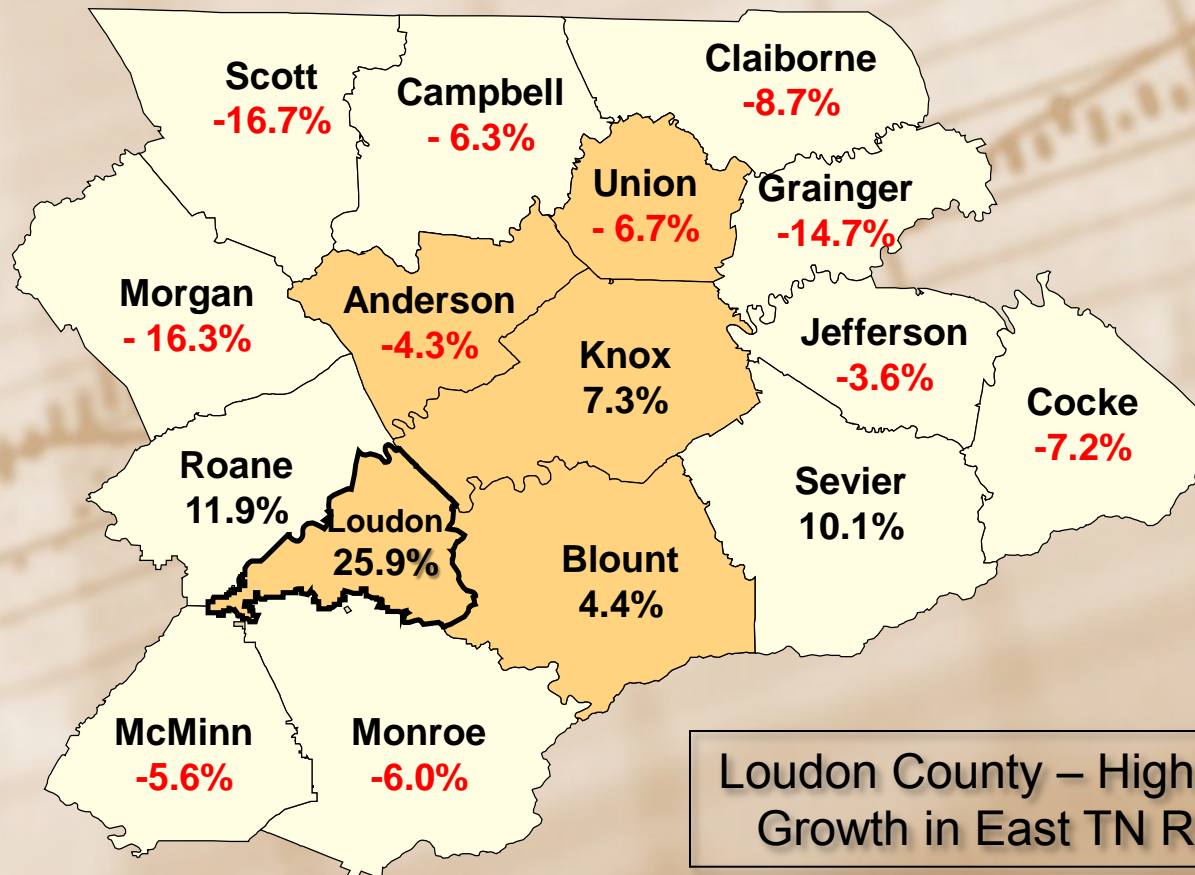 Scott
-16.7%
Campbell
- 6.3%
Claiborne
-8.7%
Union
- 6.7%
Grainger
-14.7%
Morgan
- 16.3%
Anderson
-4.3%
Knox
7.3%
Jefferson
-3.6%
Cocke
-7.2%
Roane
11.9%
Loudon
25.9%
Blount
4.4%
Sevier
10.1%
McMinn
-5.6%
Monroe
-6.0%
Loudon County – High
Growth in East TN R